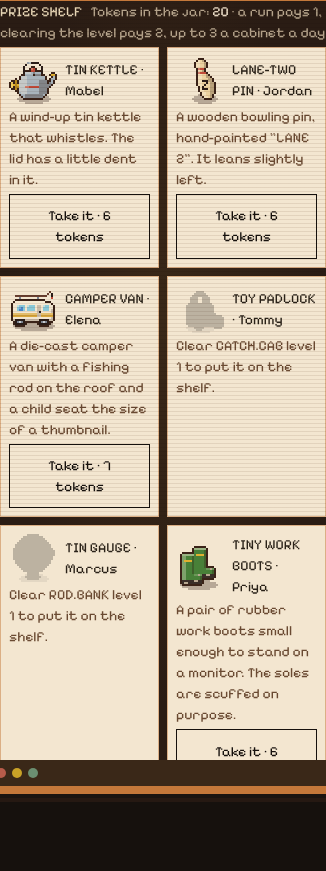 PRIZE SHELF Tokens in the jar: 20 · a run pays 1,
clearing the level pays 2, up to 3 a cabinet a day
TIN KETTLE ·
Mabel
A wind-up tin kettle
that whistles. The
lid has a little dent
in it.
Take it · 6
tokens
LANE-TWO
PIN · Jordan
2
A wooden bowling pin,
hand-painted "LANE
2". It leans slightly
left.
Take it · 6
tokens
CAMPER VAN ·
Elena
A die-cast camper
van with a fishing
rod on the roof and
a child seat the size
of a thumbnail.
Take it · 7
tokens
TOY PADLOCK
· Tommy
Clear CATCH.CAB level
1 to put it on the
shelf.
TIN GAUGE ·
Marcus
Clear ROD.BANK level
1 to put it on the
shelf.
TINY WORK
BOOTS ·
Priya
A pair of rubber
work boots small
enough to stand on
a monitor. The soles
are scuffed on
purpose.
Take it · 6